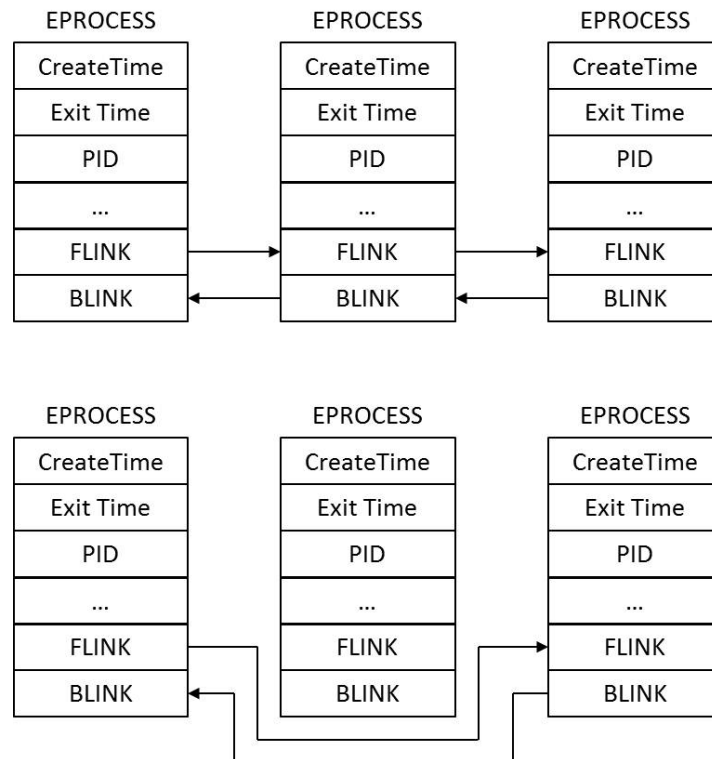 EPROCESS EPROCESS EPROCESS
CreateTime CreateTime CreateTime
Exit Time Exit Time Exit Time
PID PID PID
... ... ...
FLINK FLINK FLINK
BLINK BLINK BLINK
EPROCESS EPROCESS EPROCESS
CreateTime CreateTime CreateTime
Exit Time Exit Time Exit Time
PID PID PID
... ... ...
FLINK FLINK FLINK
BLINK BLINK BLINK